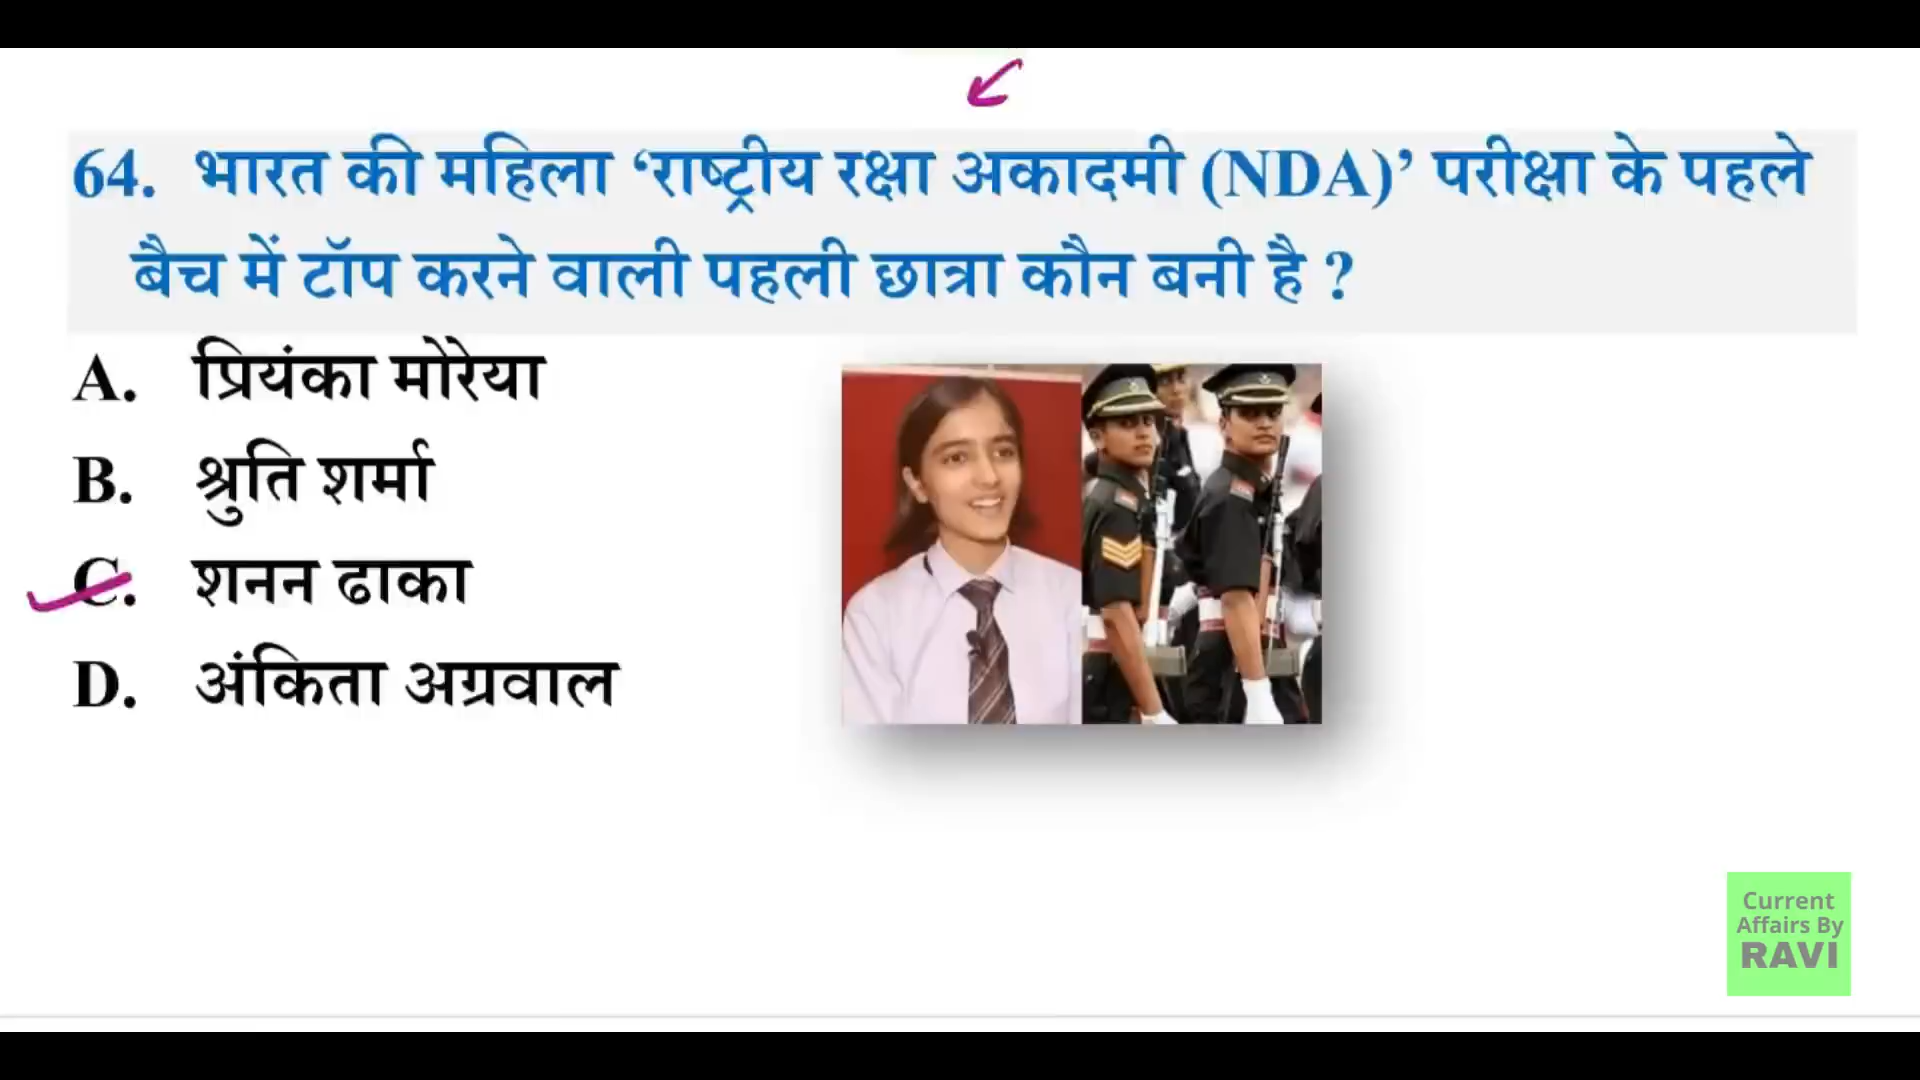 64. भारत की महिला ‘राष्ट्रीय रक्षा अकादमी (NDA)’ परीक्षा के पहले
बैच में टॉप करने वाली पहली छात्रा कौन बनी है ?
A. प्रियंका मोरेया
B. श्रुति शर्मा
C. शनन ढाका
D. अंकिता अग्रवाल
Current
Affairs By
RAVI